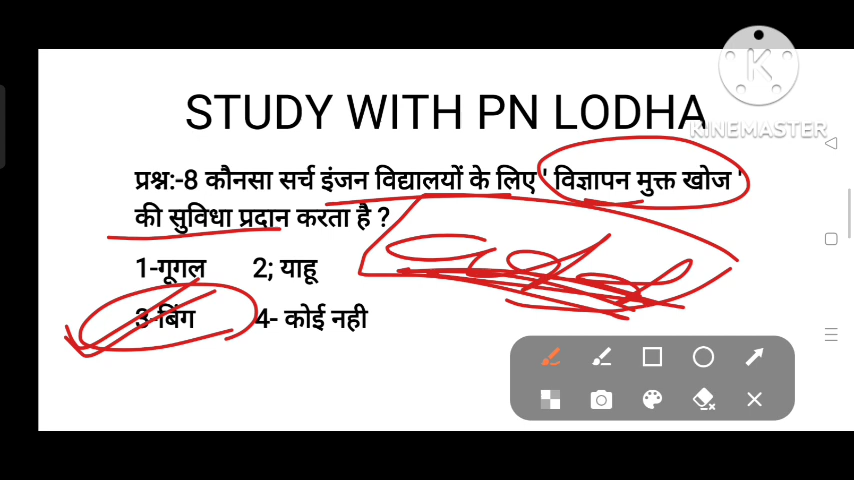 STUDY WITH PN LODHA
KINEMASTER
प्रश्न:-8 कौनसा सर्च इंजन विद्यालयों के लिए ' विज्ञापन मुक्त खोज '
की सुविधा प्रदान करता है ?
1-गूगल 2; याहू
3-बिंग 4- कोई नही